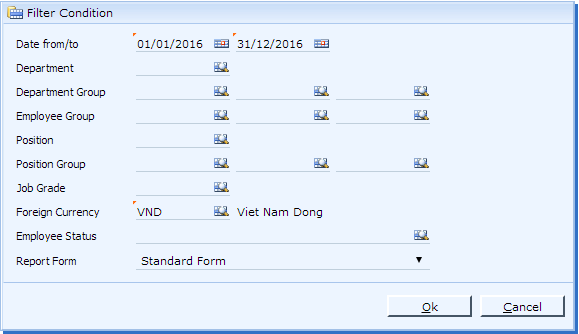 Filter Condition
Date from/to 01/01/2016 31/12/2016
Department
Department Group
Employee Group
Position
Position Group
Job Grade
Foreign Currency VND Viet Nam Dong
Employee Status
Report Form Standard Form
Ok Cancel